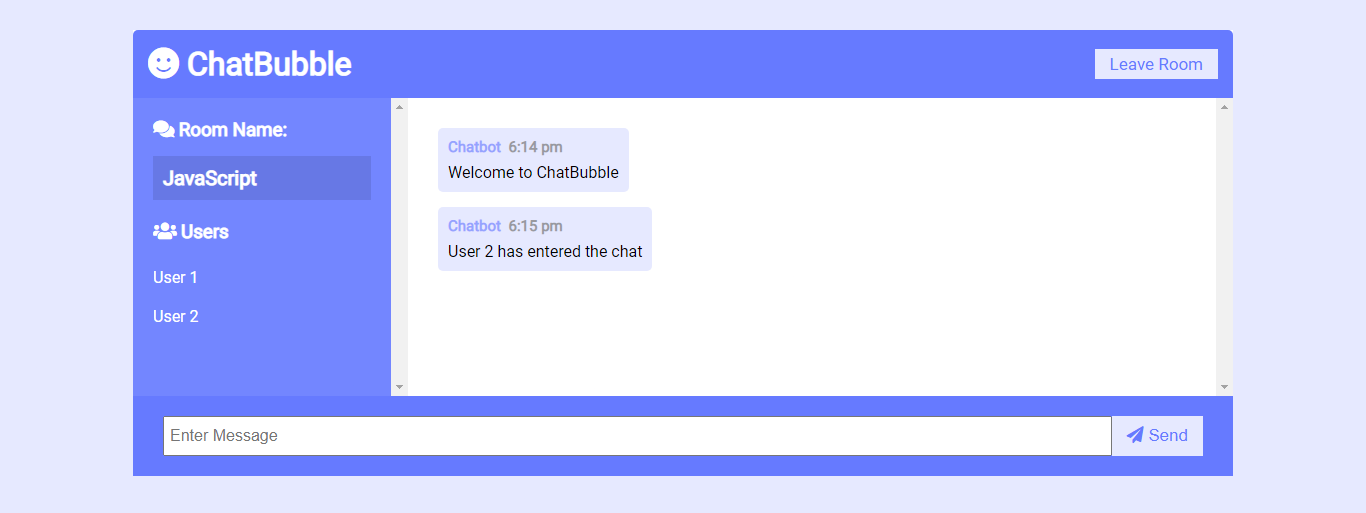 ChatBubble
Leave Room
Room Name:
JavaScript
Users
User 1
User 2
Chatbot 6:14 pm
Welcome to ChatBubble
Chatbot 6:15 pm
User 2 has entered the chat
Enter Message
Send